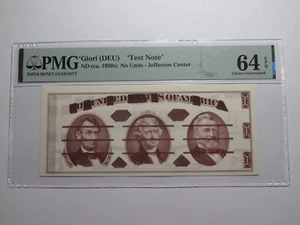 PMG
PAPER MONEY GUARANTY
Giori (DEU) "Test Note"
ND (ca. 1950s) No Units - Jefferson Center
64 EPQ
Choice Uncirculated